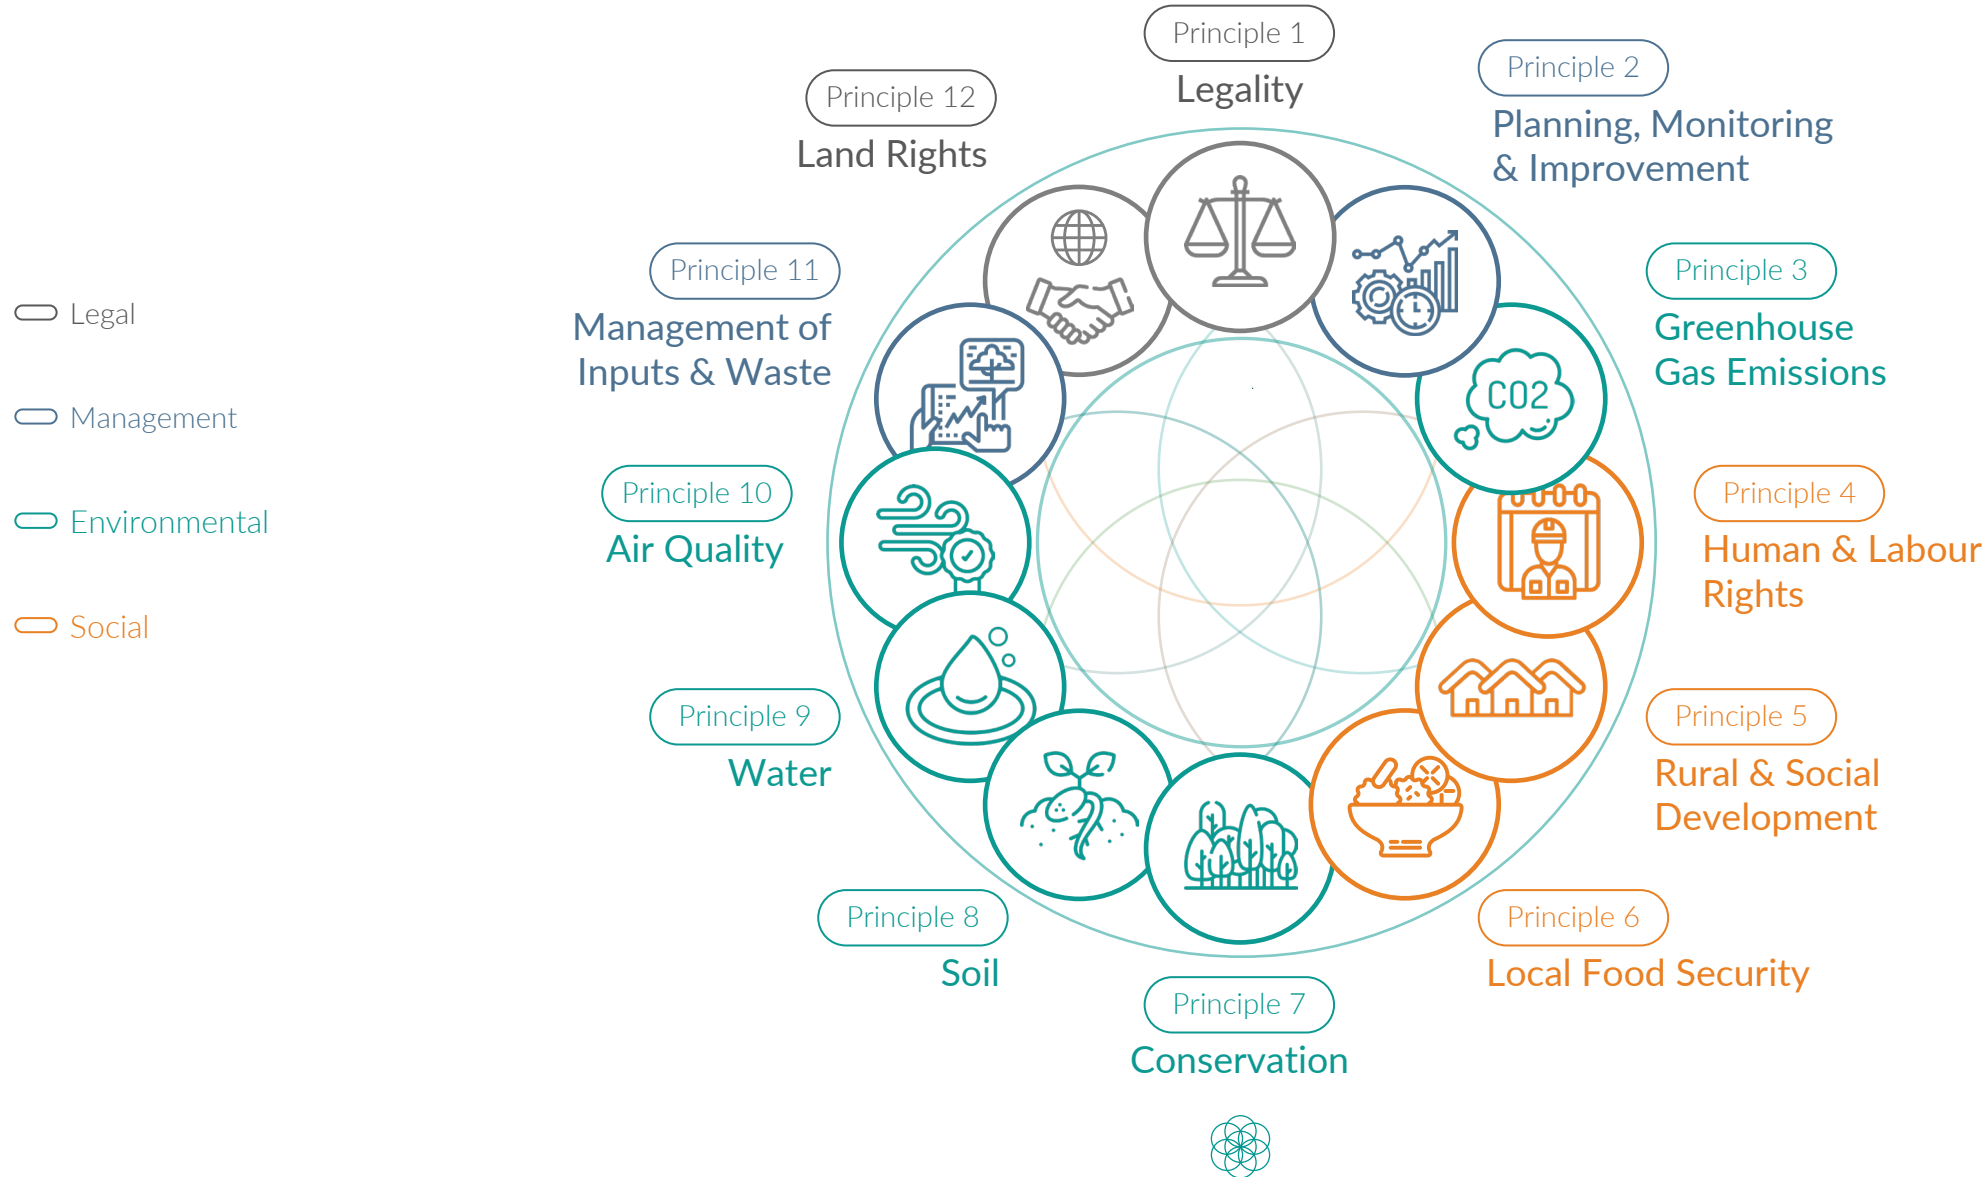 Legal
Management
Environmental
Social
Principle 1
Legality
Principle 2
Planning, Monitoring
& Improvement
Principle 3
Greenhouse
Gas Emissions
CO2
Principle 4
Human & Labour
Rights
Principle 5
Rural & Social
Development
Principle 6
Local Food Security
Principle 7
Conservation
Principle 8
Soil
Principle 9
Water
Principle 10
Air Quality
Principle 11
Management of
Inputs & Waste
Principle 12
Land Rights